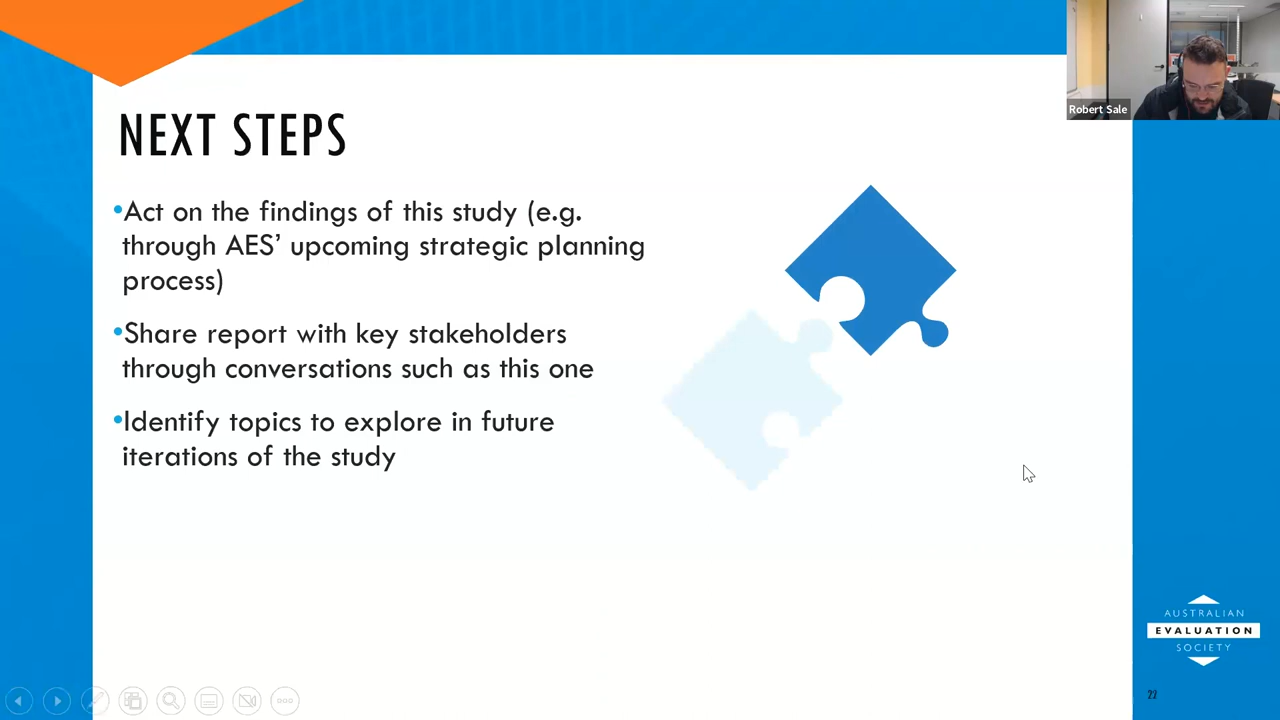 Robert Sale
NEXT STEPS
•Act on the findings of this study (e.g.
through AES’ upcoming strategic planning
process)
•Share report with key stakeholders
through conversations such as this one
•Identify topics to explore in future
iterations of the study
AUSTRALIAN
EVALUATION
SOCIETY
22